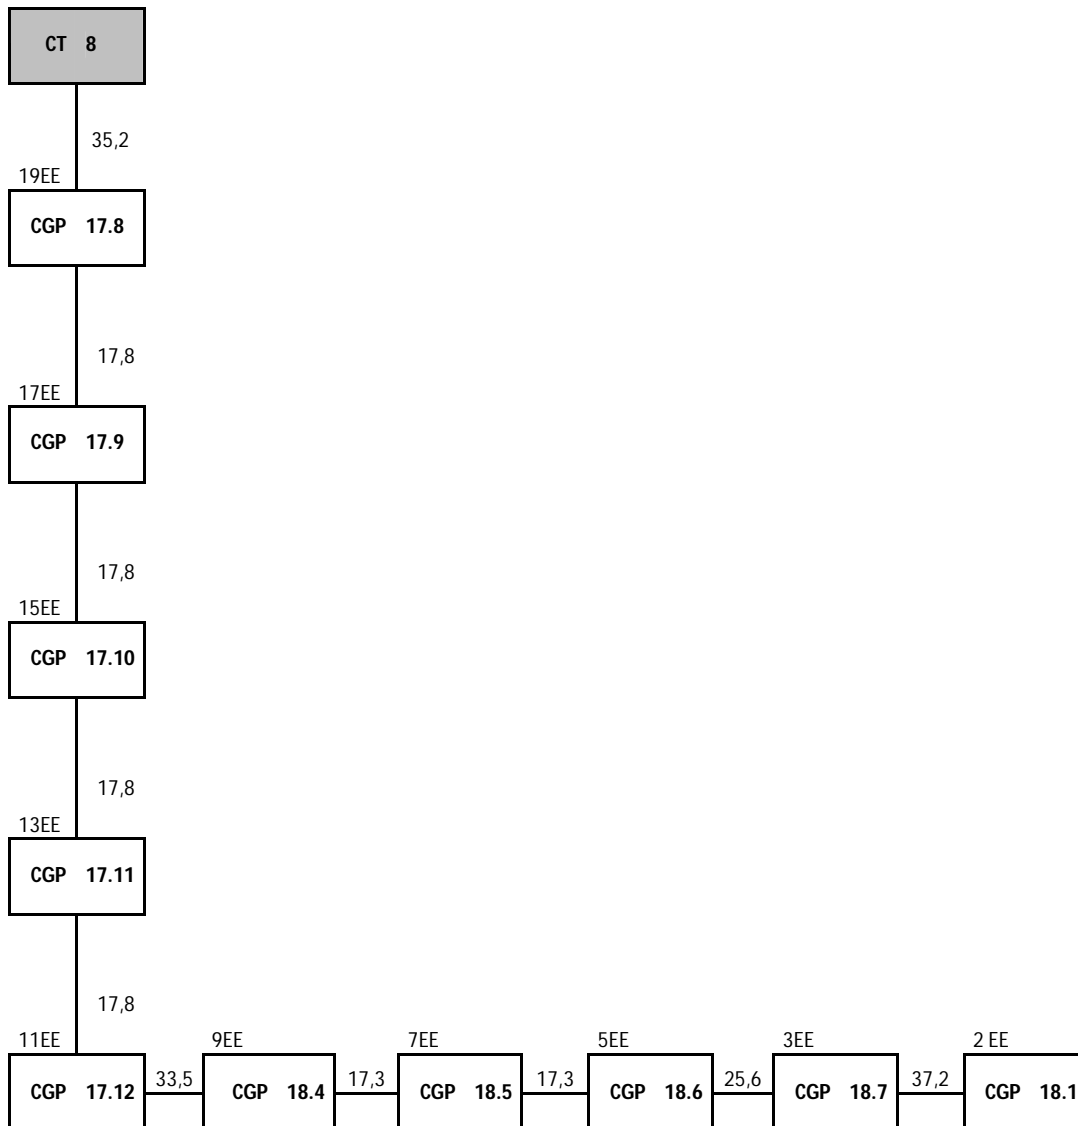 CT 8
35,2
19EE
CGP 17.8
17,8
17EE
CGP 17.9
17,8
15EE
CGP 17.10
17,8
13EE
CGP 17.11
17,8
11EE 9EE 7EE 5EE 3EE 2 EE
CGP 17.12 33,5 CGP 18.4 17,3 CGP 18.5 17,3 CGP 18.6 25,6 CGP 18.7 37,2 CGP 18.1